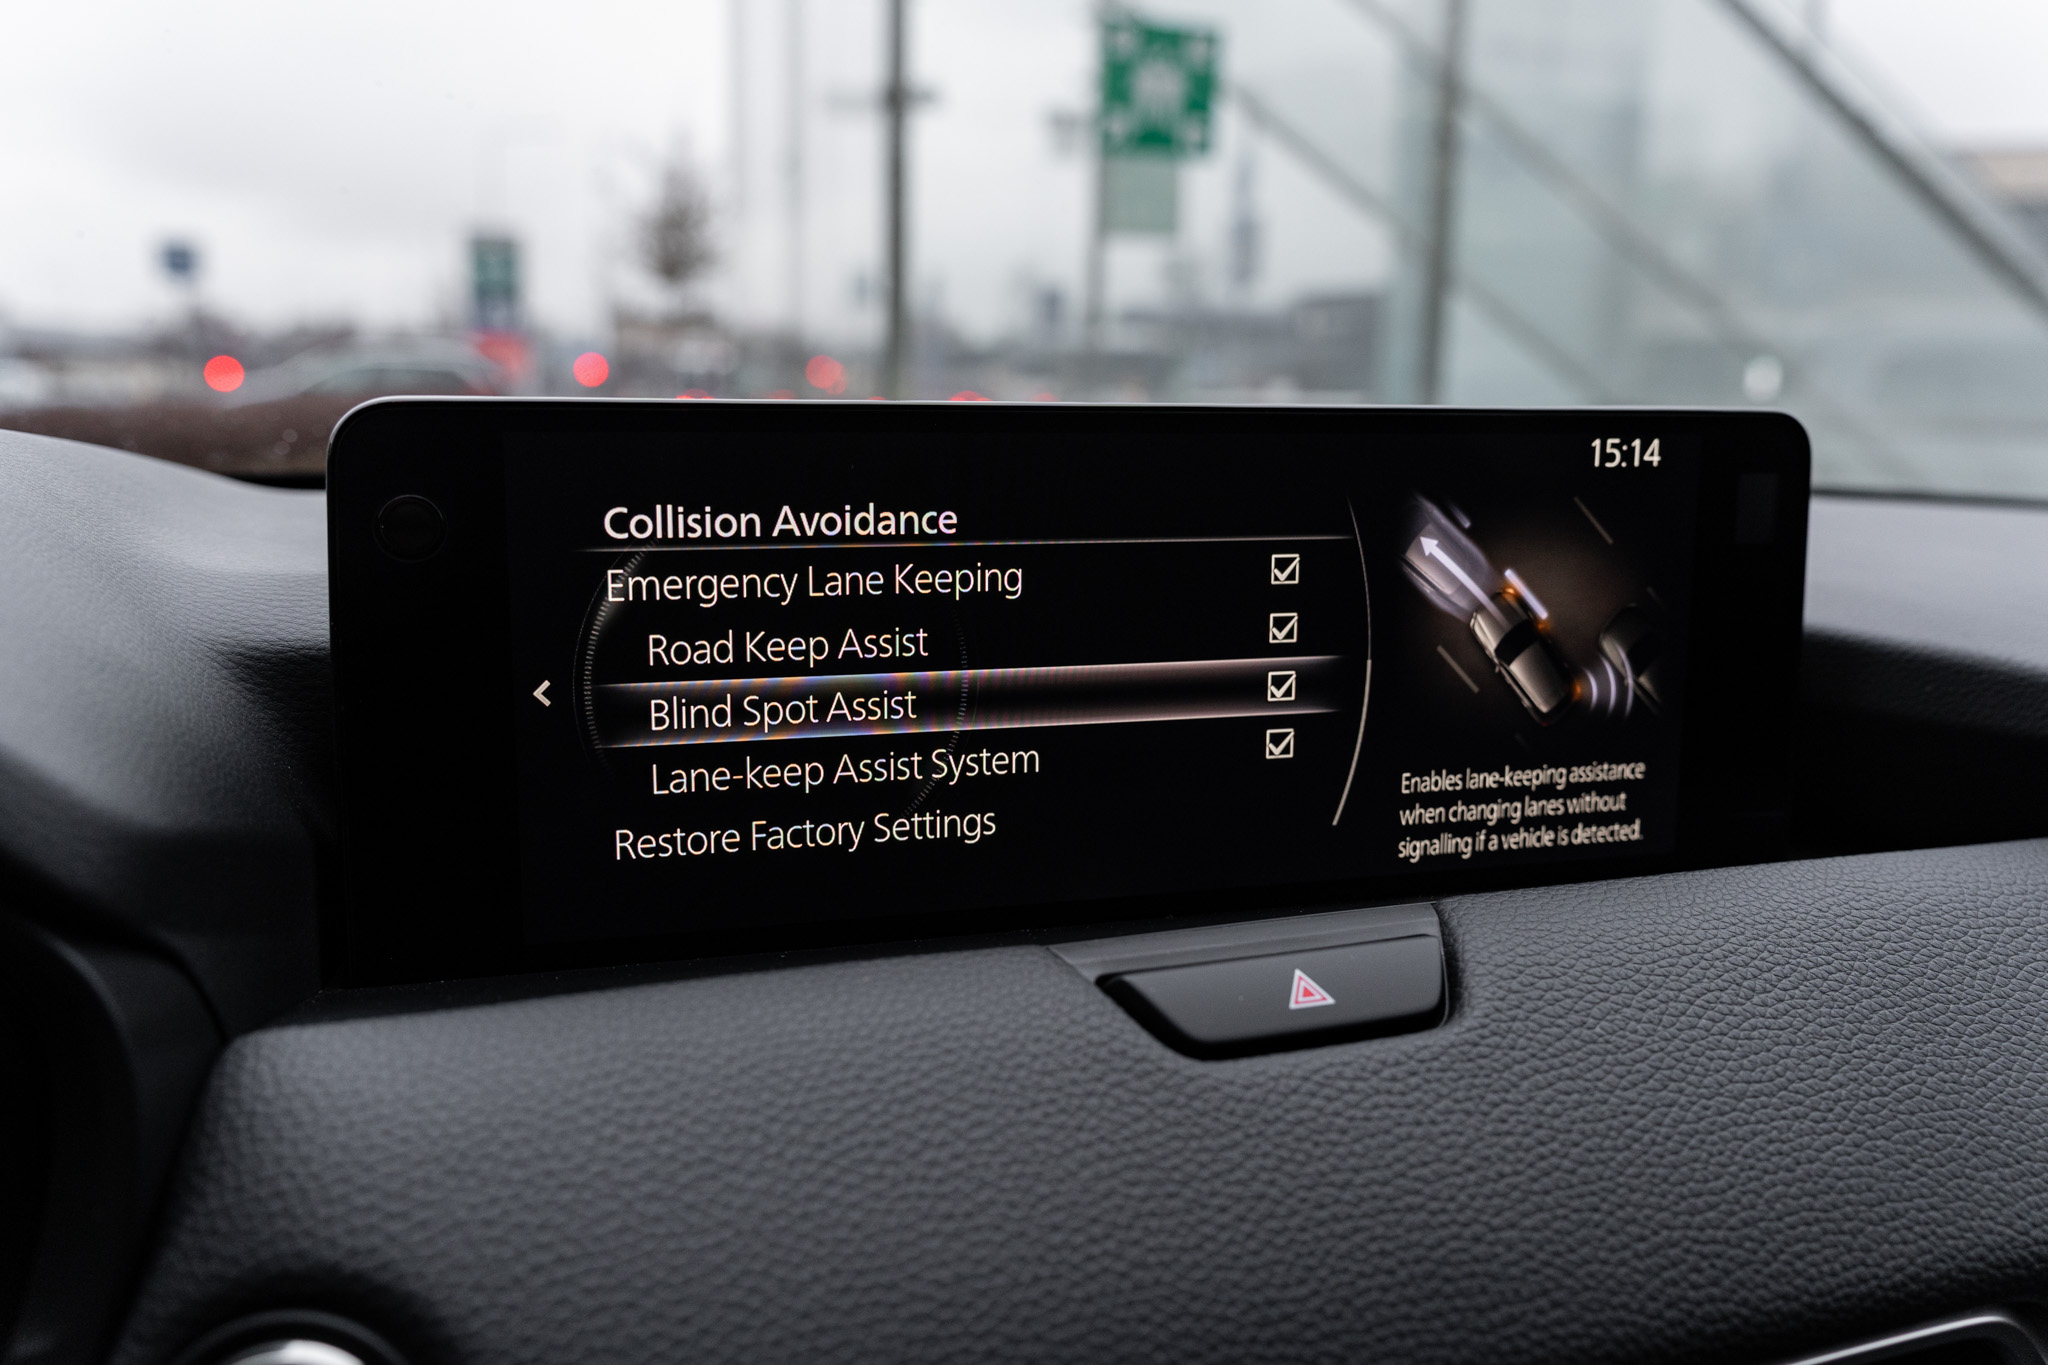 15:14
Collision Avoidance
Emergency Lane Keeping
Road Keep Assist
Blind Spot Assist
Lane-keep Assist System
Restore Factory Settings
Enables lane-keeping assistance
when changing lanes without
signalling if a vehicle is detected.